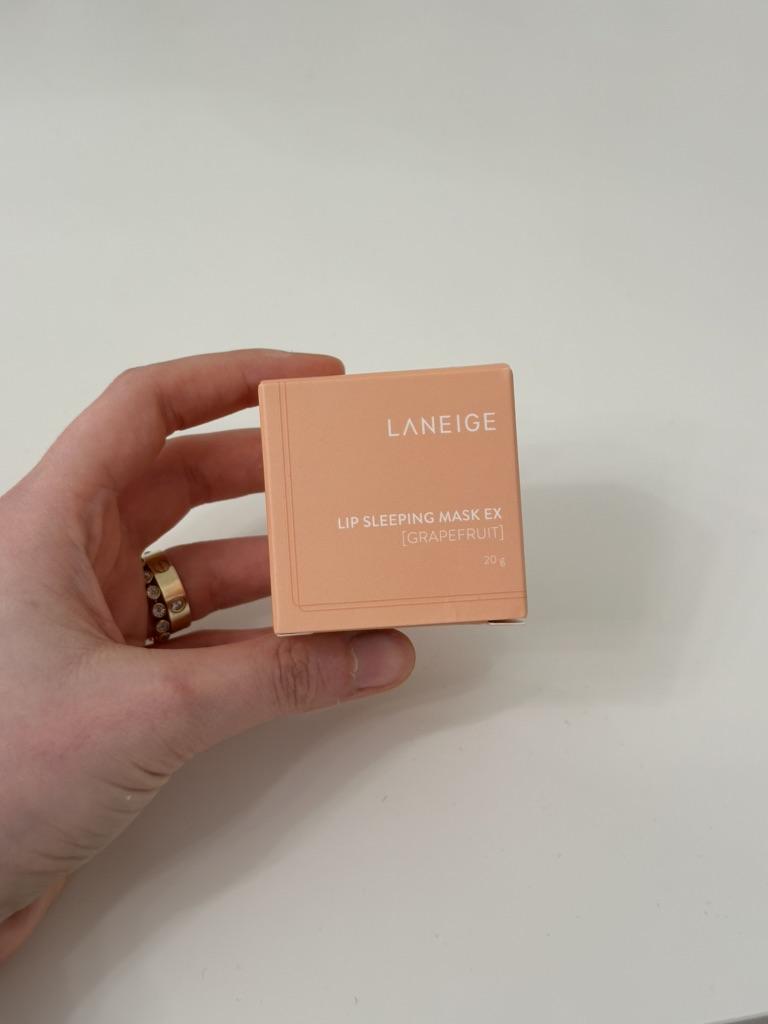 LANEIGE
LIP SLEEPING MASK EX
[GRAPEFRUIT]
20 g